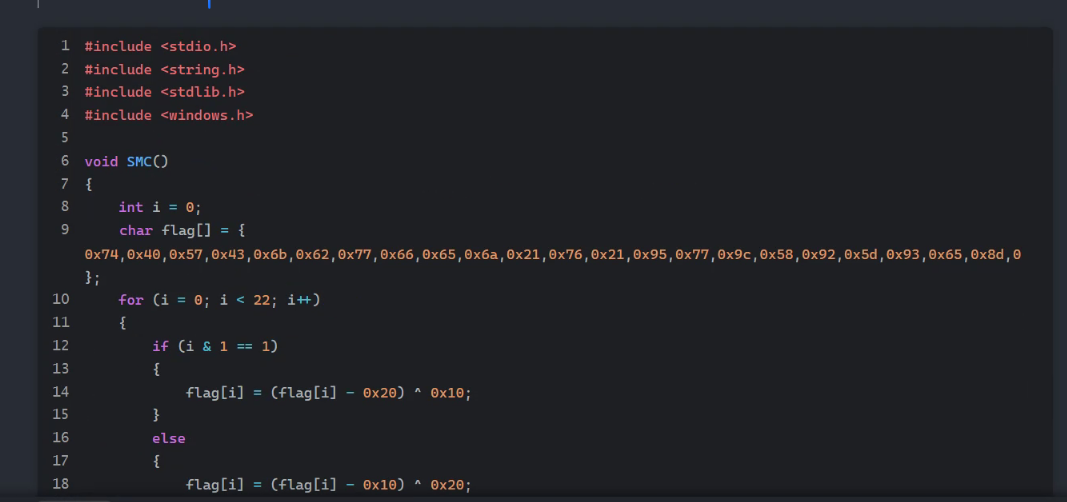 1 #include <stdio.h>
2 #include <string.h>
3 #include <stdlib.h>
4 #include <windows.h>
5
6 void SMC()
7 {
8     int i = 0;
9     char flag[] = {
0x74,0x40,0x57,0x43,0x6b,0x62,0x77,0x66,0x65,0x6a,0x21,0x76,0x21,0x95,0x77,0x9c,0x58,0x92,0x5d,0x93,0x65,0x8d,0
};
10     for (i = 0; i < 22; i++)
11     {
12         if (i & 1 == 1)
13         {
14             flag[i] = (flag[i] - 0x20) ^ 0x10;
15         }
16         else
17         {
18             flag[i] = (flag[i] - 0x10) ^ 0x20;